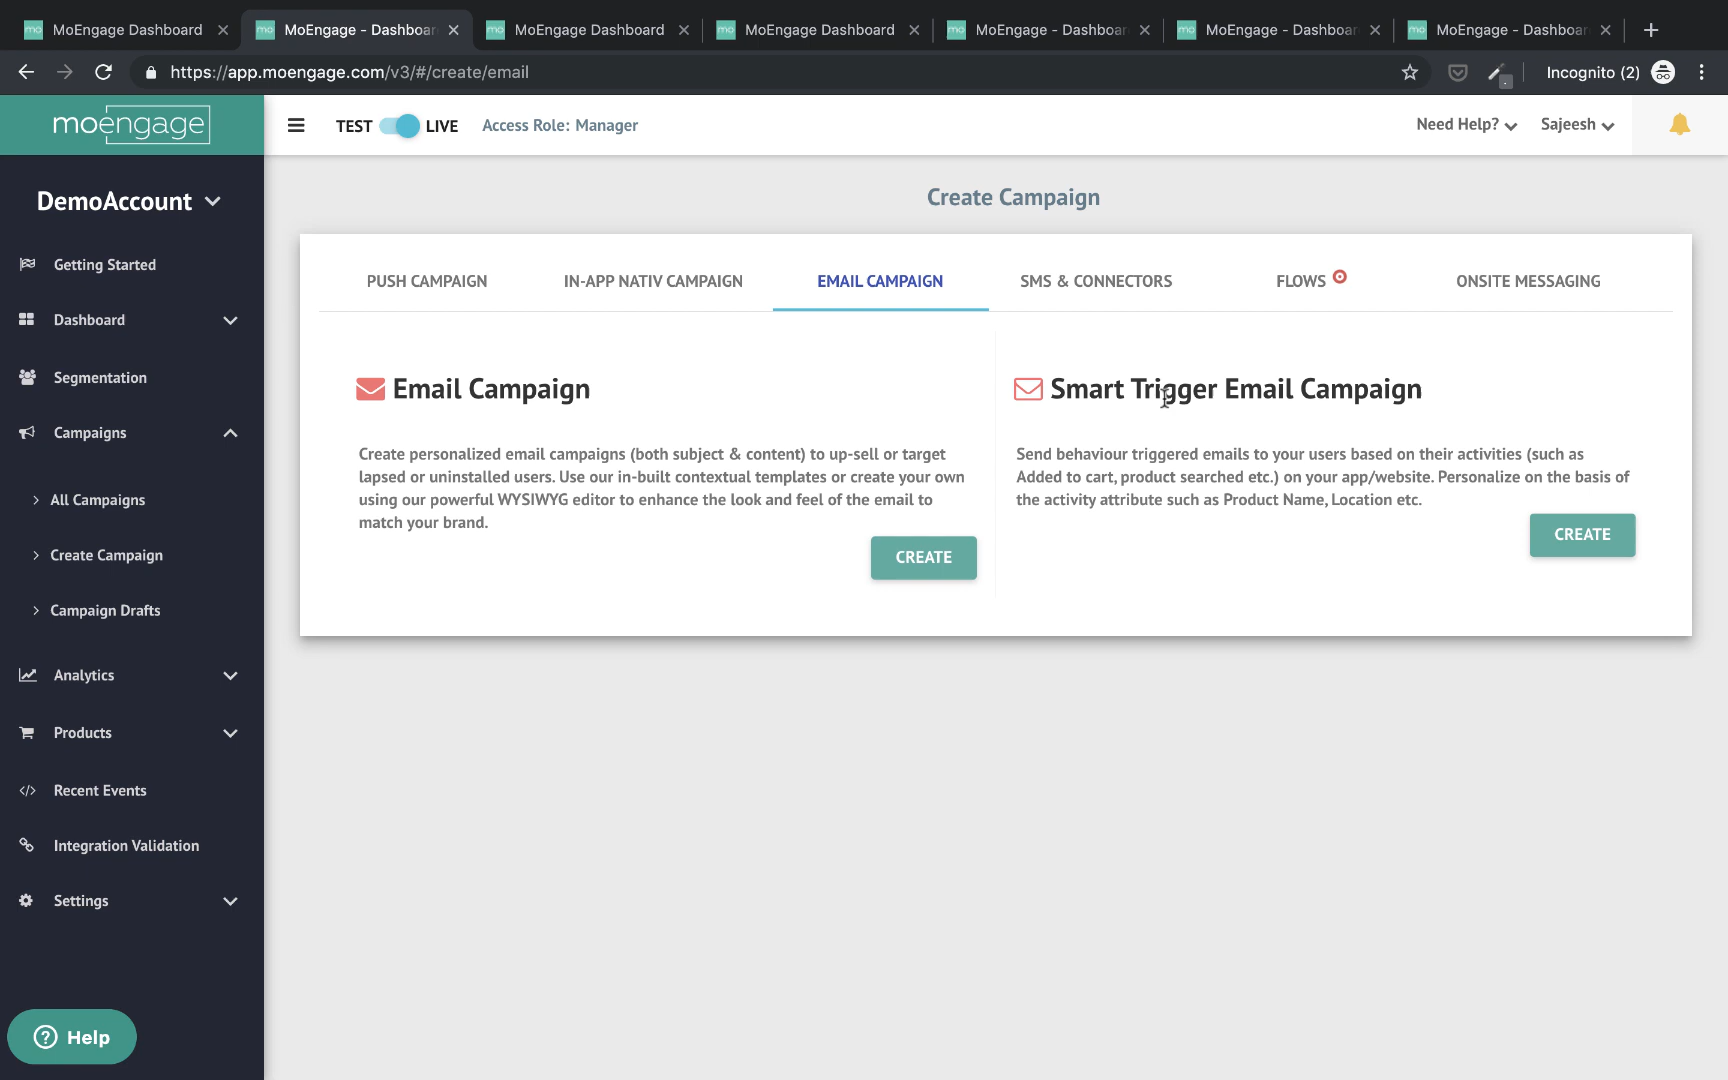 MoEngage Dashboard
MoEngage - Dashboar
MoEngage Dashboard
MoEngage Dashboard
MoEngage - Dashboar
MoEngage - Dashboar
MoEngage - Dashboar
https://app.moengage.com/v3/#/create/email
Incognito (2)
moengage
TEST
LIVE
Access Role: Manager
Need Help?
Sajeesh
DemoAccount
Getting Started
Dashboard
Segmentation
Campaigns
All Campaigns
Create Campaign
Campaign Drafts
Analytics
Products
Recent Events
Integration Validation
Settings
Help
Create Campaign
PUSH CAMPAIGN
IN-APP NATIV CAMPAIGN
EMAIL CAMPAIGN
SMS & CONNECTORS
FLOWS
ONSITE MESSAGING
Email Campaign
Create personalized email campaigns (both subject & content) to up-sell or target
lapsed or uninstalled users. Use our in-built contextual templates or create your own
using our powerful WYSIWYG editor to enhance the look and feel of the email to
match your brand.
CREATE
Smart Trigger Email Campaign
Send behaviour triggered emails to your users based on their activities (such as
Added to cart, product searched etc.) on your app/website. Personalize on the basis of
the activity attribute such as Product Name, Location etc.
CREATE